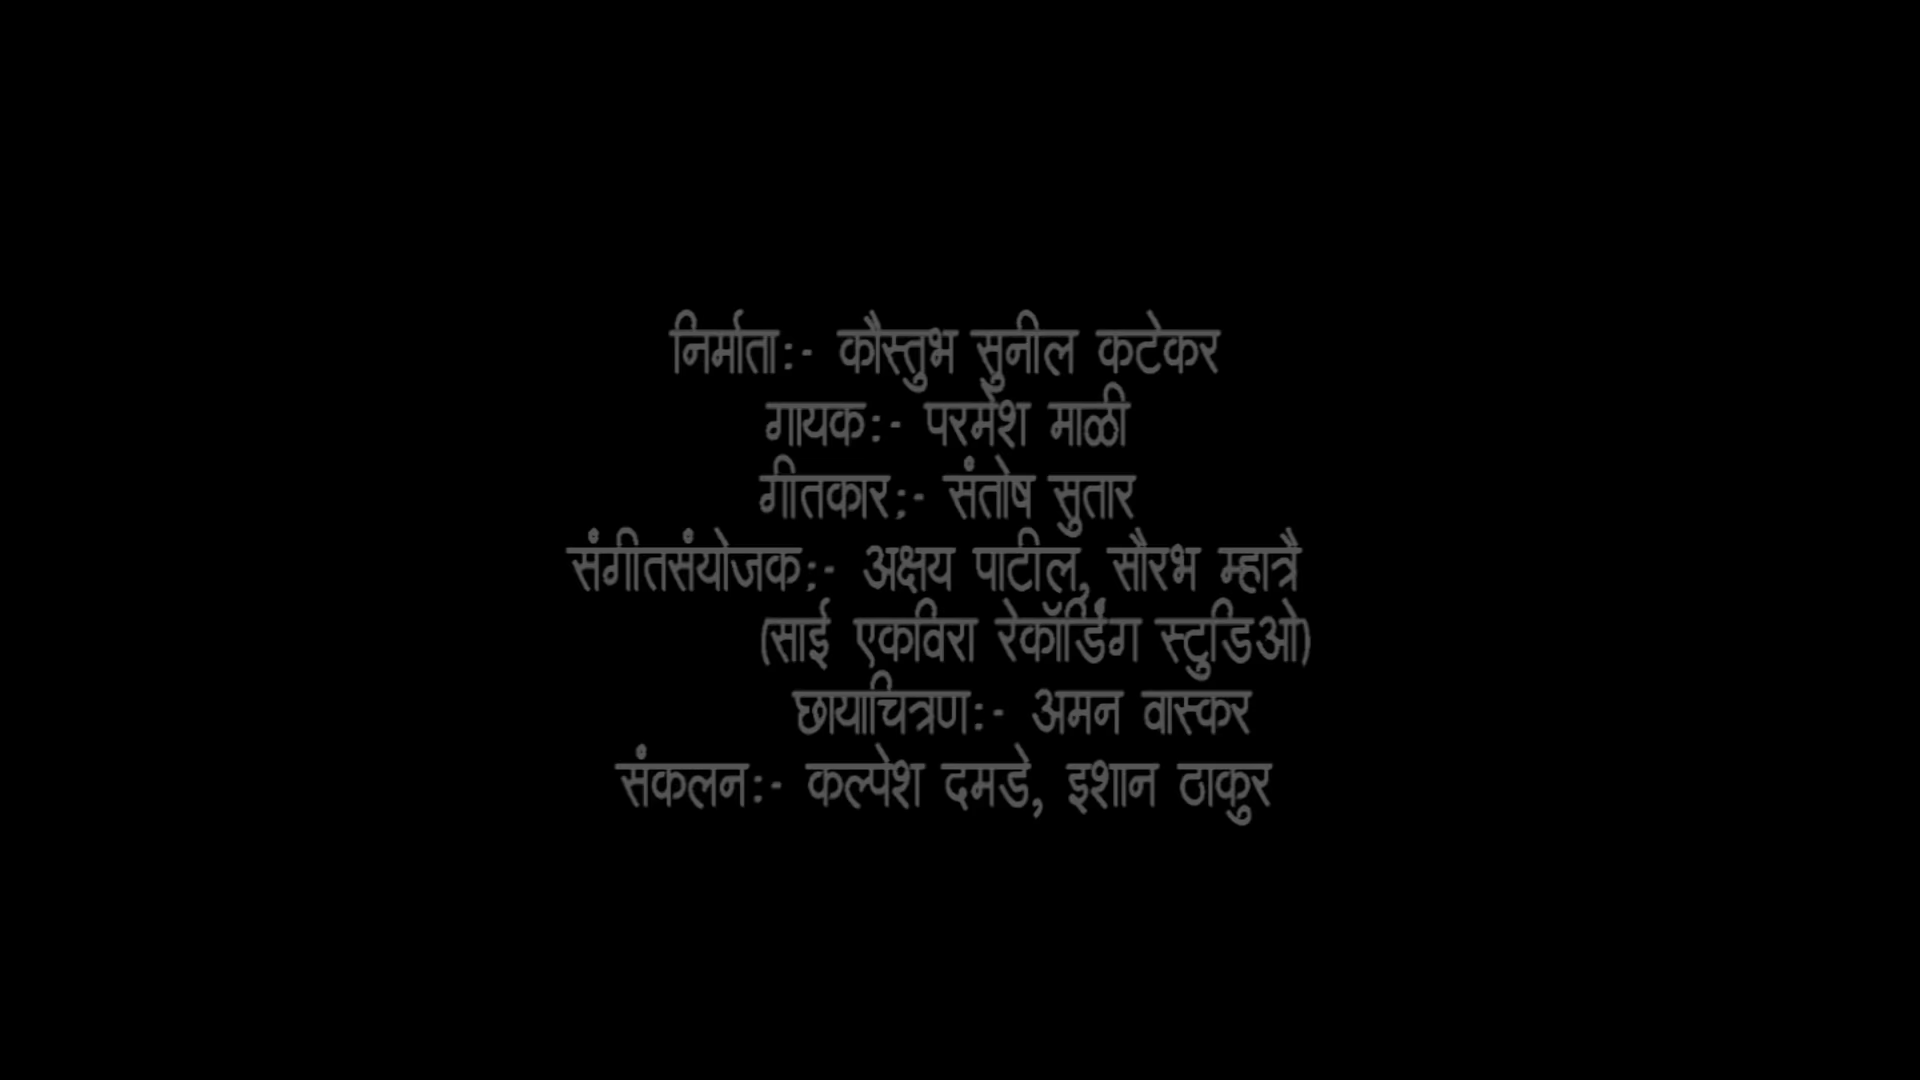 निर्माता:- कौस्तुभ सुनील कटेकर
गायक:- परमेश माळी
गीतकार:- संतोष सुतार
संगीतसंयोजक:- अक्षय पाटील, सौरभ म्हात्रै
(साई एकविरा रेकॉर्डिंग स्टुडिओ)
छायाचित्रण:- अमन वास्कर
संकलन:- कल्पेश दमडे, इशान ठाकुर